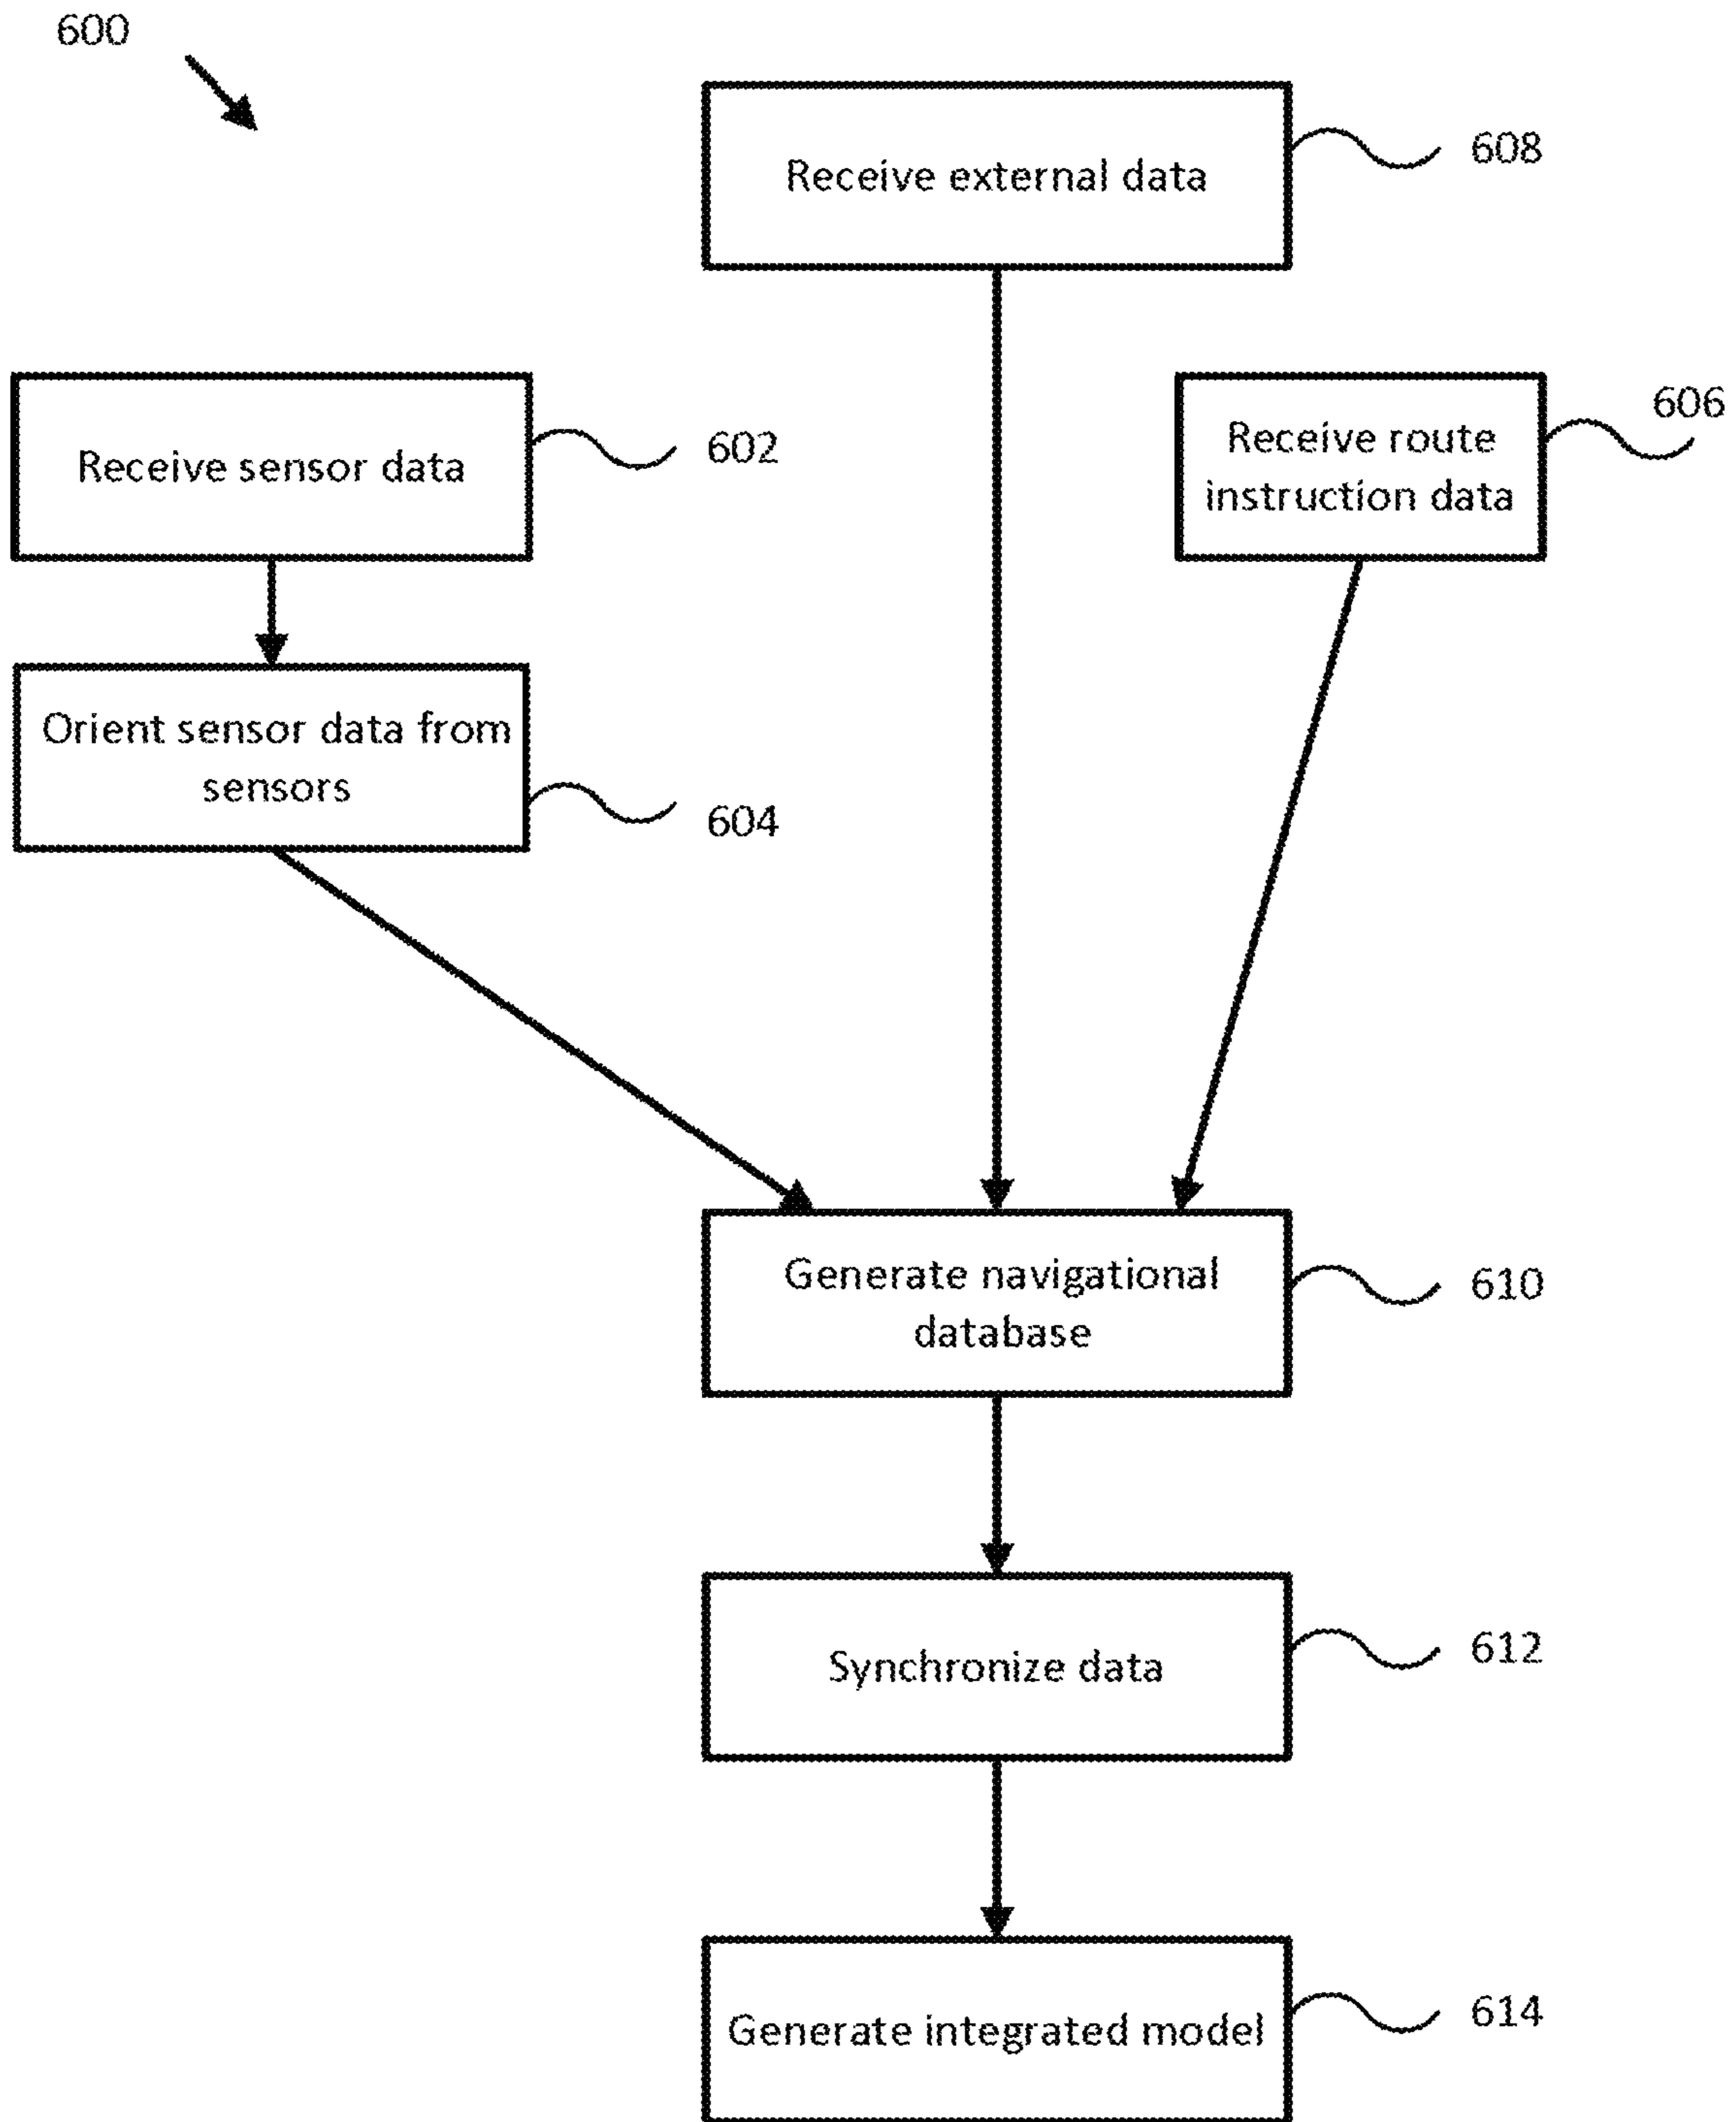 600
Receive external data
608
Receive sensor data
602
Receive route
instruction data
606
Orient sensor data from
sensors
604
Generate navigational
database
610
Synchronize data
612
Generate integrated model
614